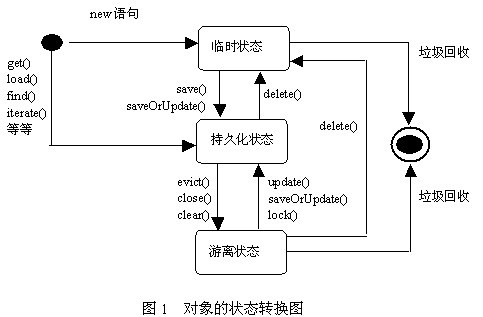 new语句
临时状态
垃圾回收
get()
load()
find()
iterate()
等等
save()
saveOrUpdate()
delete()
delete()
持久化状态
evict()
close()
clear()
update()
saveOrUpdate()
lock()
垃圾回收
游离状态
图1 对象的状态转换图